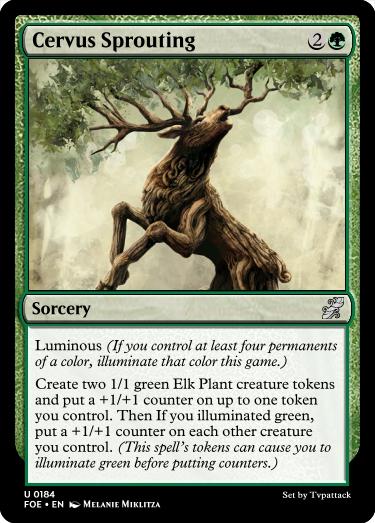 Cervus Sprouting 2
Sorcery
Luminous (If you control at least four permanents
of a color, illuminate that color this game.)
Create two 1/1 green Elk Plant creature tokens
and put a +1/+1 counter on up to one token
you control. Then If you illuminated green,
put a +1/+1 counter on each other creature
you control. (This spell's tokens can cause you to
illuminate green before putting counters.)
U 0184
FOE • EN Melanie Miklitza
Set by Tvpattack